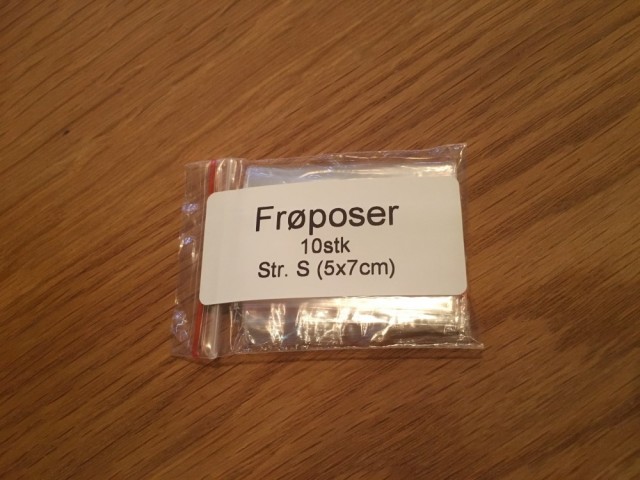 Frøposer
10stk
Str. S (5x7cm)